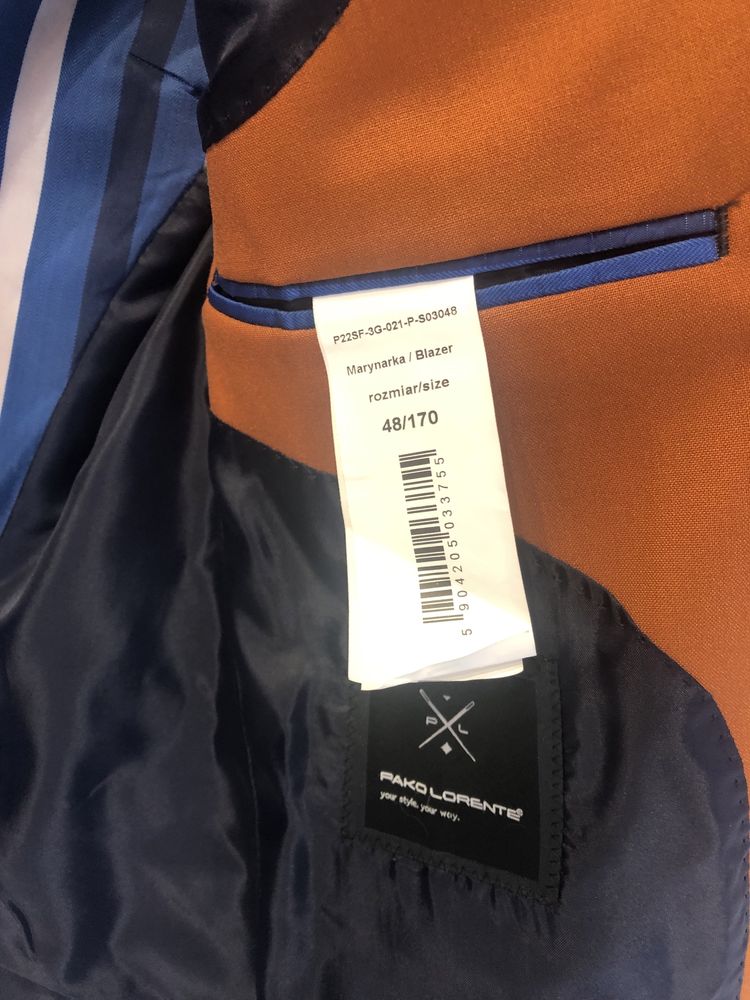 P22SF-3G-021-P-S03048
Marynarka / Blazer
rozmiar/size
48/170
5 904205 033755
P L
PAKO LORENTE®
your style. your way.